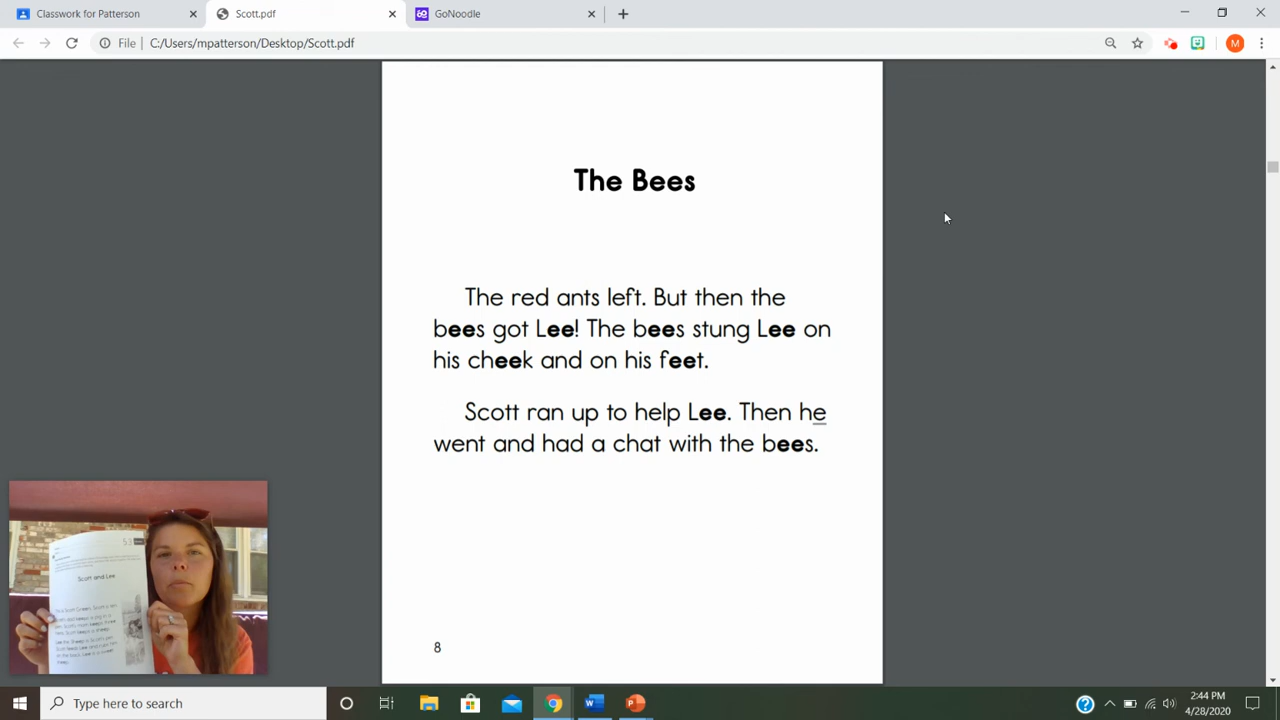 Classwork for Patterson
Scott.pdf
GoNoodle
File
C:/Users/mpatterson/Desktop/Scott.pdf
M
The Bees
The red ants left. But then the
bees got Lee! The bees stung Lee on
his cheek and on his feet.
Scott ran up to help Lee. Then he
went and had a chat with the bees.
8
Scott and Lee
Type here to search
2:44 PM
4/28/2020